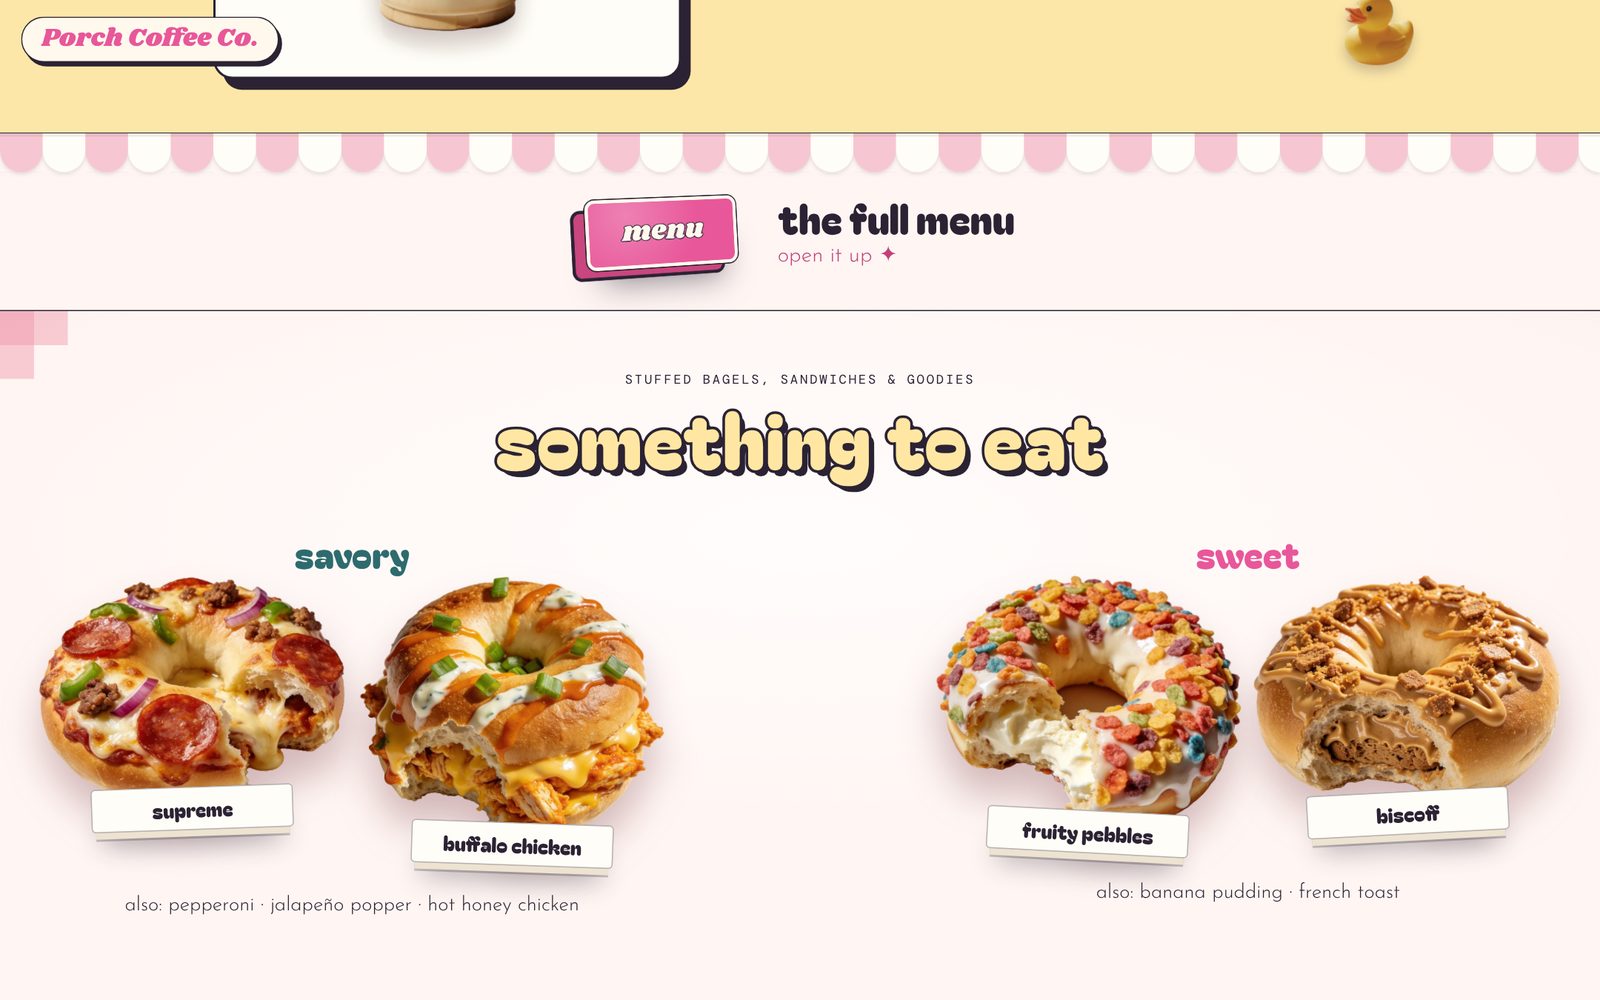 Porch Coffee Co.
menu
the full menu
open it up ✦
STUFFED BAGELS, SANDWICHES & GOODIES
something to eat
savory
sweet
supreme
buffalo chicken
fruity pebbles
biscoff
also: pepperoni · jalapeño popper · hot honey chicken
also: banana pudding · french toast